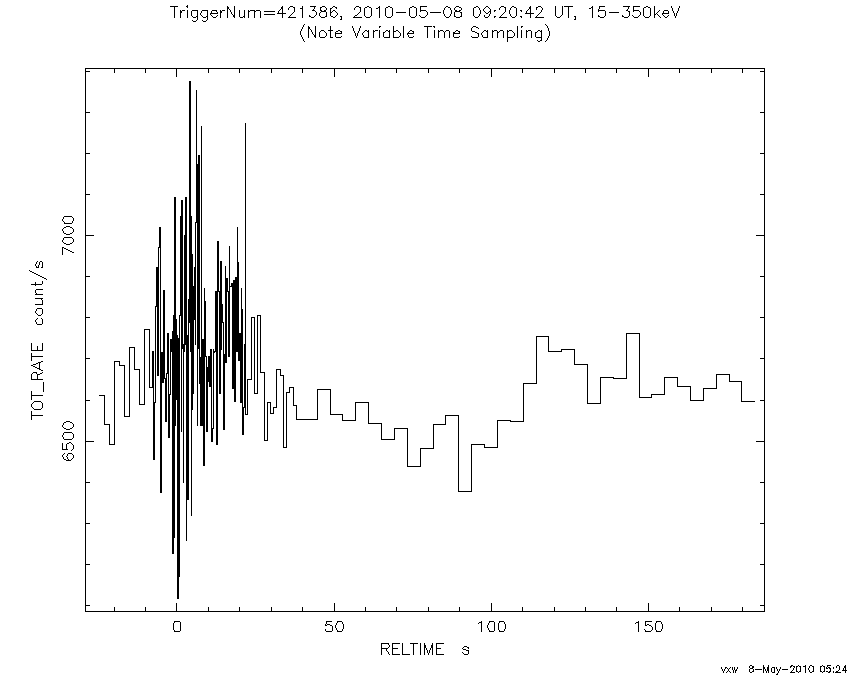 TriggerNum=421386, 2010-05-08 09:20:42 UT, 15-350keV
(Note Variable Time Sampling)
TOT_RATE count/s
7000
6500
0 50 100 150
RELTIME s
vxw 8-May-2010 05:24